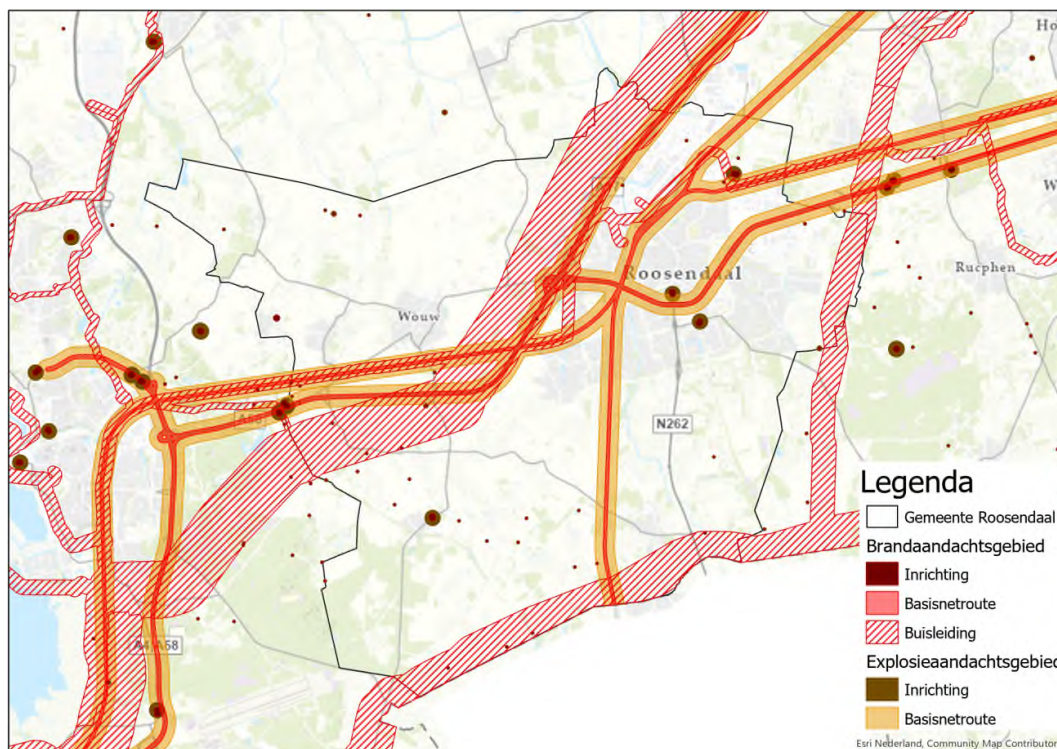 Ho
Roosendaal
W
Rucphen
Wouw
N262
A4;A58
Legenda
Gemeente Roosendaal
Brandaandachtsgebied
Inrichting
Basisnetroute
Buisleiding
Explosieaandachtsgebied
Inrichting
Basisnetroute
Esri Nederland, Community Map Contributor